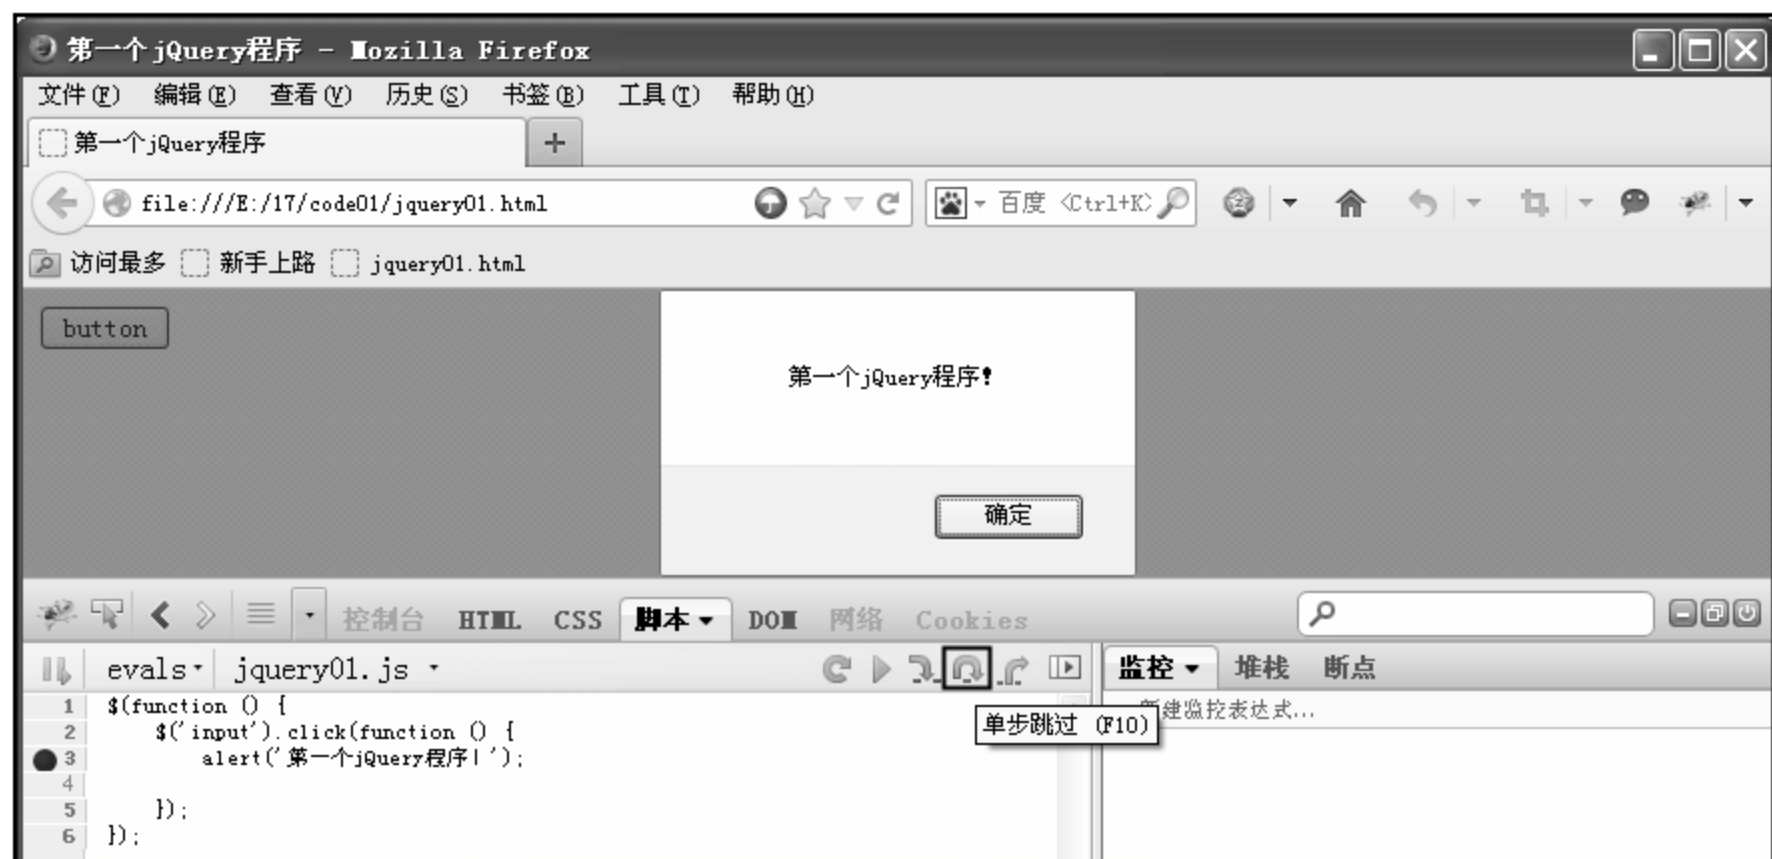 第一个jQuery程序 - Mozilla Firefox
文件(F) 编辑(E) 查看(V) 历史(S) 书签(B) 工具(T) 帮助(H)
第一个jQuery程序 +
file:///E:/17/code01/jquery01.html 百度 <Ctrl+K>
访问最多 新手上路 jquery01.html
button
第一个jQuery程序!
确定
控制台 HTML CSS 脚本 DOM 网络 Cookies
evals jquery01.js 监控 堆栈 断点
新建监控表达式...
单步跳过 (F10)
1 $(function () {
2 $('input').click(function () {
3 alert('第一个jQuery程序!');
4
5 });
6 });